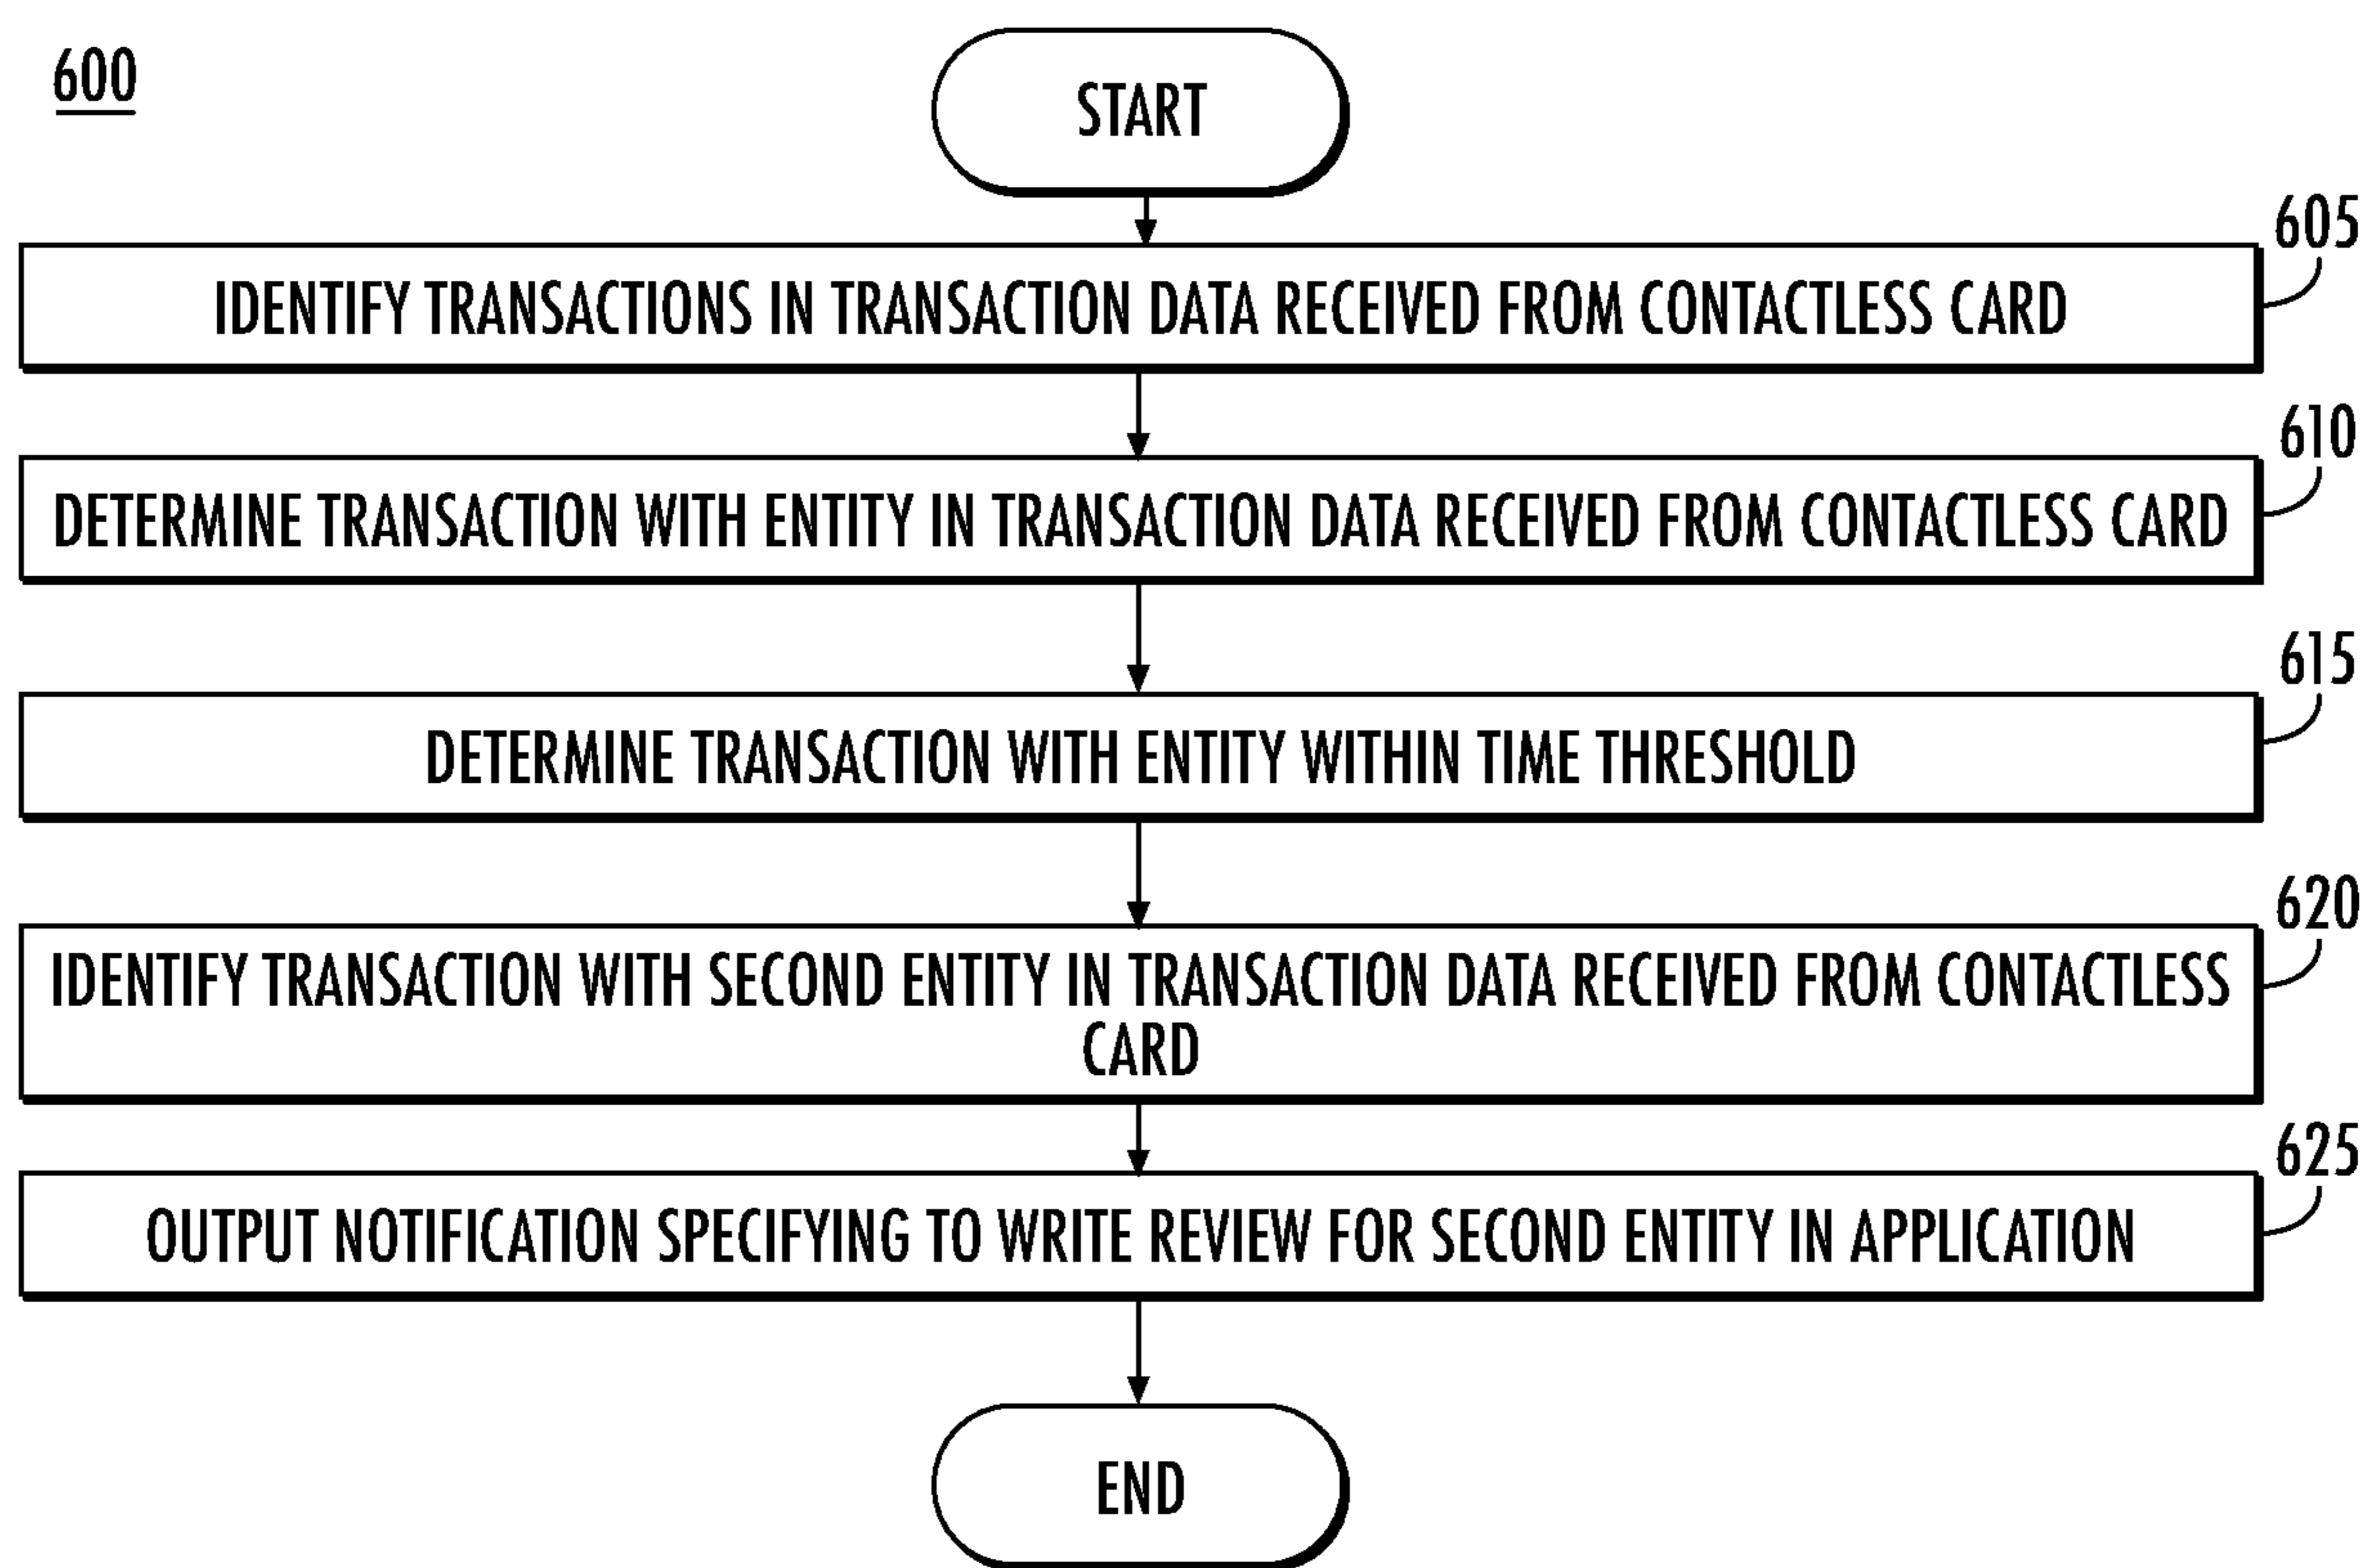 600
START
605
IDENTIFY TRANSACTIONS IN TRANSACTION DATA RECEIVED FROM CONTACTLESS CARD
610
DETERMINE TRANSACTION WITH ENTITY IN TRANSACTION DATA RECEIVED FROM CONTACTLESS CARD
615
DETERMINE TRANSACTION WITH ENTITY WITHIN TIME THRESHOLD
620
IDENTIFY TRANSACTION WITH SECOND ENTITY IN TRANSACTION DATA RECEIVED FROM CONTACTLESS
CARD
625
OUTPUT NOTIFICATION SPECIFYING TO WRITE REVIEW FOR SECOND ENTITY IN APPLICATION
END